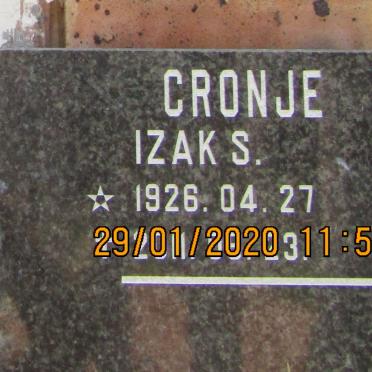 CRONJE
IZAK S.
☆ 1926. 04. 27
29/01/2020 11:5